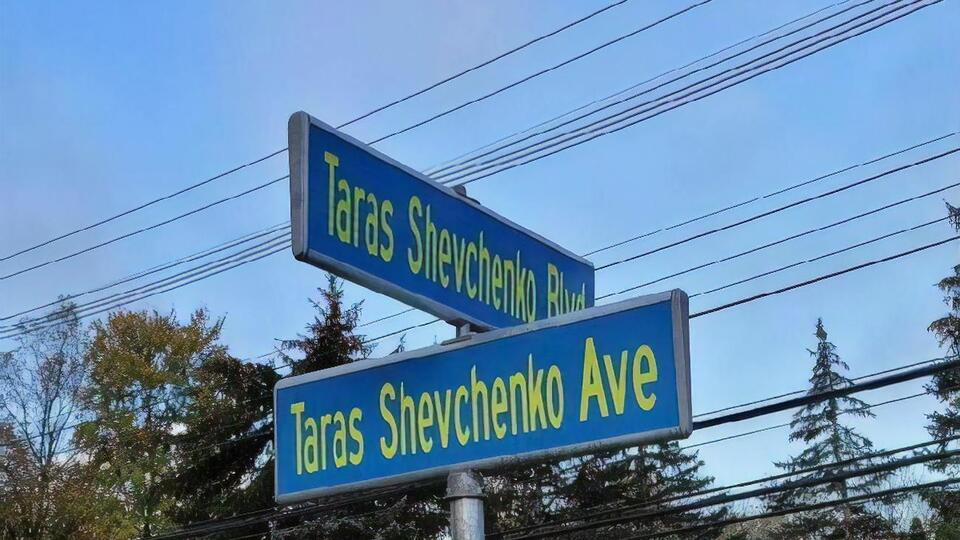 Taras Shevchenko Blvd
Taras Shevchenko Ave